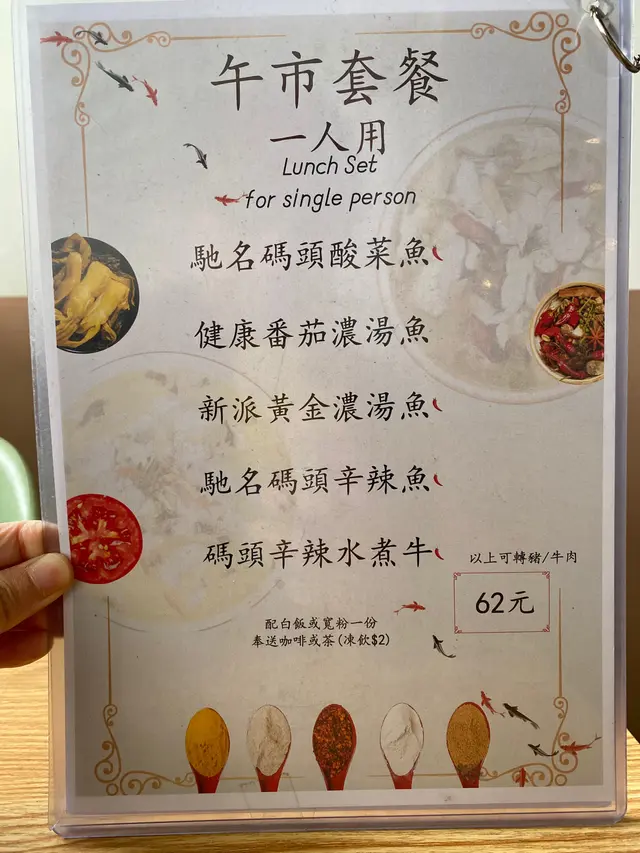 午市套餐
一人用
Lunch Set
for single person
馳名碼頭酸菜魚
健康番茄濃湯魚
新派黃金濃湯魚
馳名碼頭辛辣魚
碼頭辛辣水煮牛
以上可轉豬/牛肉
62元
配白飯或寬粉一份
奉送咖啡或茶(凍飲$2)